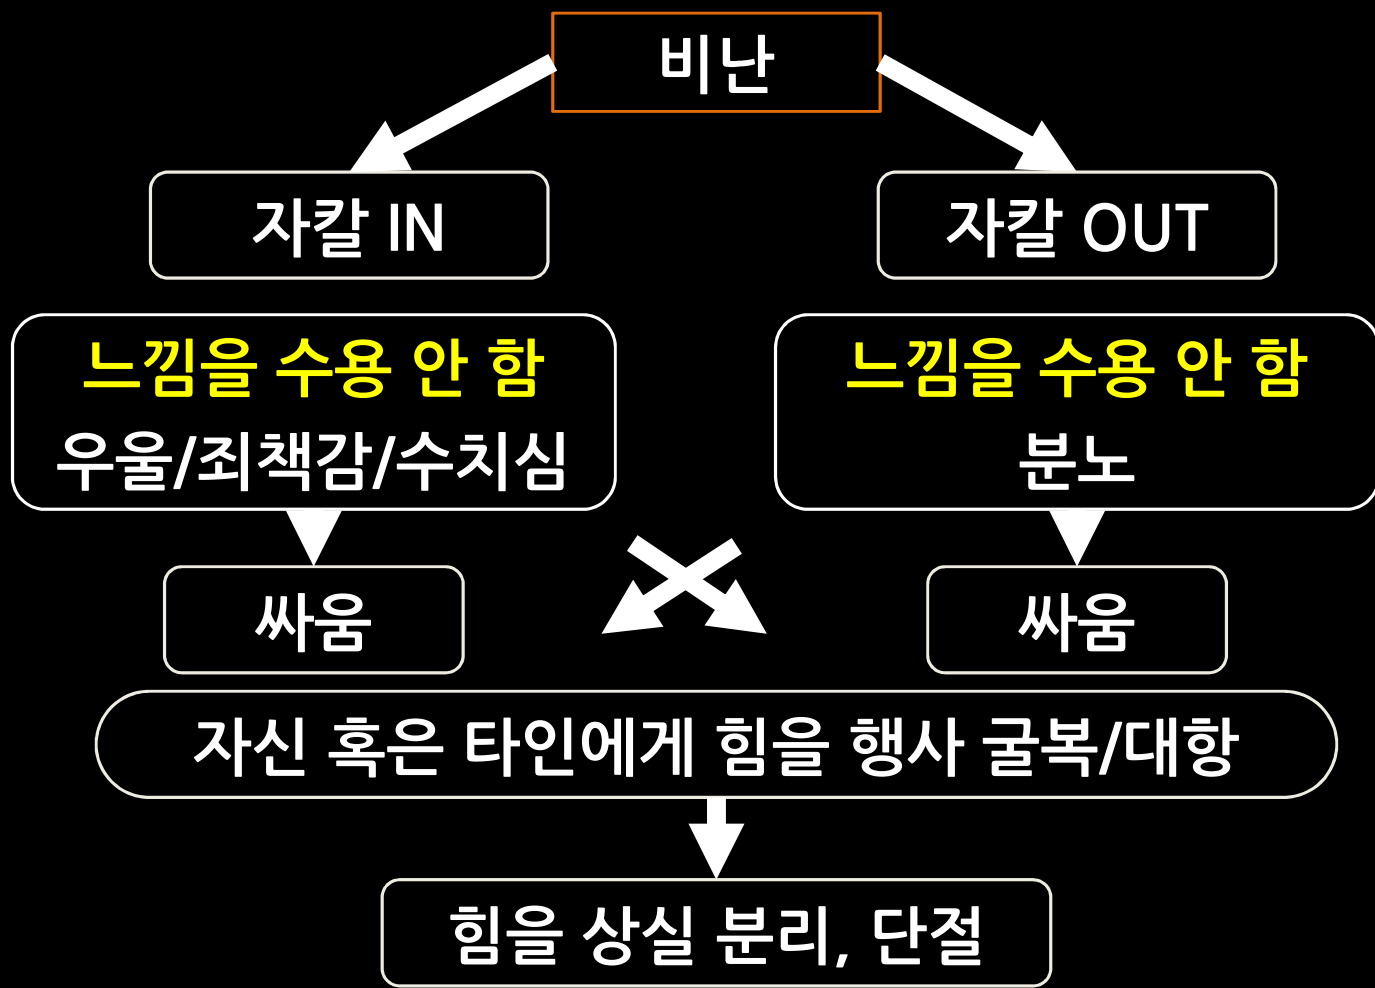 비난
자칼 IN
자칼 OUT
느낌을 수용 안 함
우울/죄책감/수치심
느낌을 수용 안 함
분노
싸움
싸움
자신 혹은 타인에게 힘을 행사 굴복/대항
힘을 상실 분리, 단절